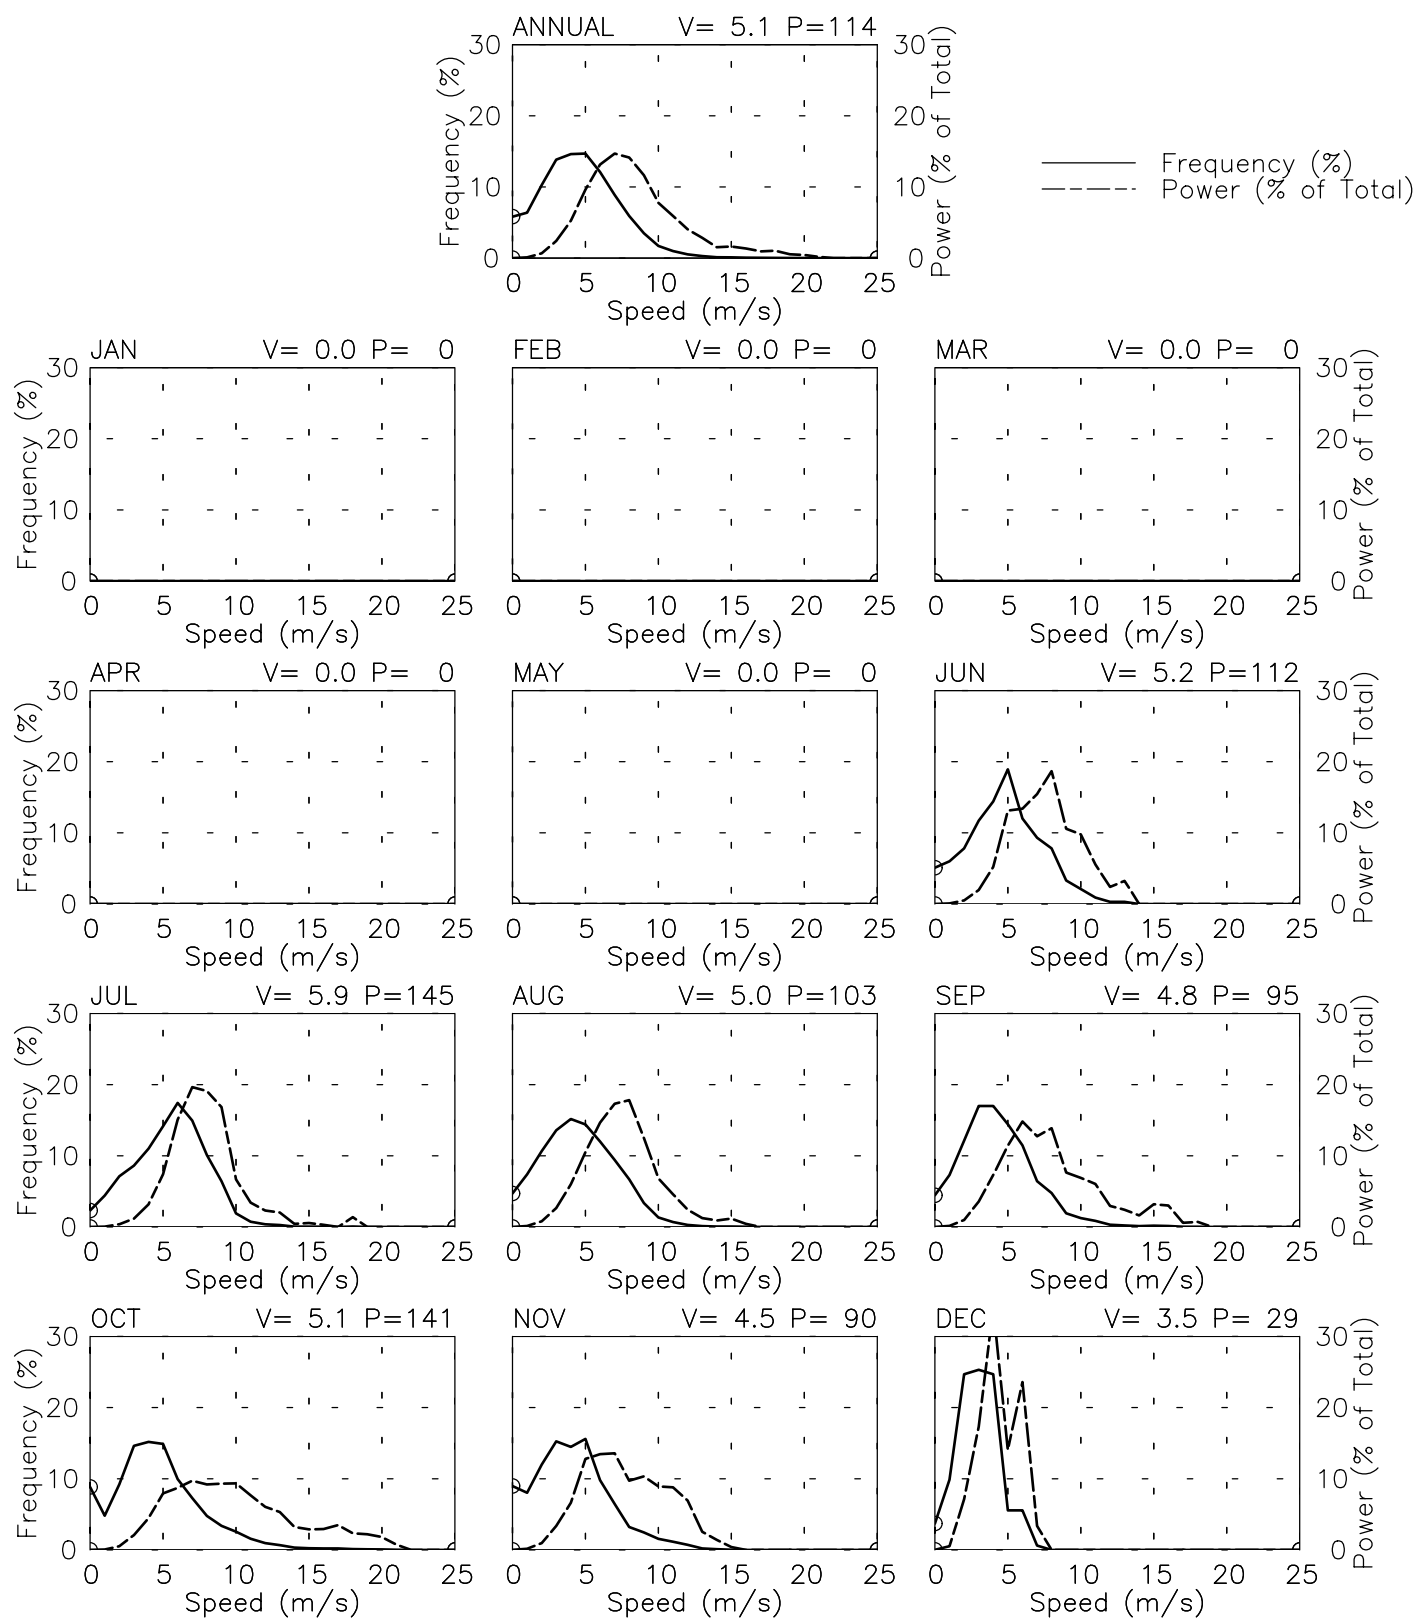 ANNUAL V= 5.1 P=114
30 30
20 20
10 10
0 0
Frequency (%)
Power (% of Total)
0 5 10 15 20 25
Speed (m/s)
Frequency (%)
Power (% of Total)
JAN V= 0.0 P= 0 FEB V= 0.0 P= 0 MAR V= 0.0 P= 0
30 30
20 20
10 10
0 0
Frequency (%)
Power (% of Total)
0 5 10 15 20 25 0 5 10 15 20 25 0 5 10 15 20 25
Speed (m/s) Speed (m/s) Speed (m/s)
APR V= 0.0 P= 0 MAY V= 0.0 P= 0 JUN V= 5.2 P=112
30 30
20 20
10 10
0 0
Frequency (%)
Power (% of Total)
0 5 10 15 20 25 0 5 10 15 20 25 0 5 10 15 20 25
Speed (m/s) Speed (m/s) Speed (m/s)
JUL V= 5.9 P=145 AUG V= 5.0 P=103 SEP V= 4.8 P= 95
30 30
20 20
10 10
0 0
Frequency (%)
Power (% of Total)
0 5 10 15 20 25 0 5 10 15 20 25 0 5 10 15 20 25
Speed (m/s) Speed (m/s) Speed (m/s)
OCT V= 5.1 P=141 NOV V= 4.5 P= 90 DEC V= 3.5 P= 29
30 30
20 20
10 10
0 0
Frequency (%)
Power (% of Total)
0 5 10 15 20 25 0 5 10 15 20 25 0 5 10 15 20 25
Speed (m/s) Speed (m/s) Speed (m/s)